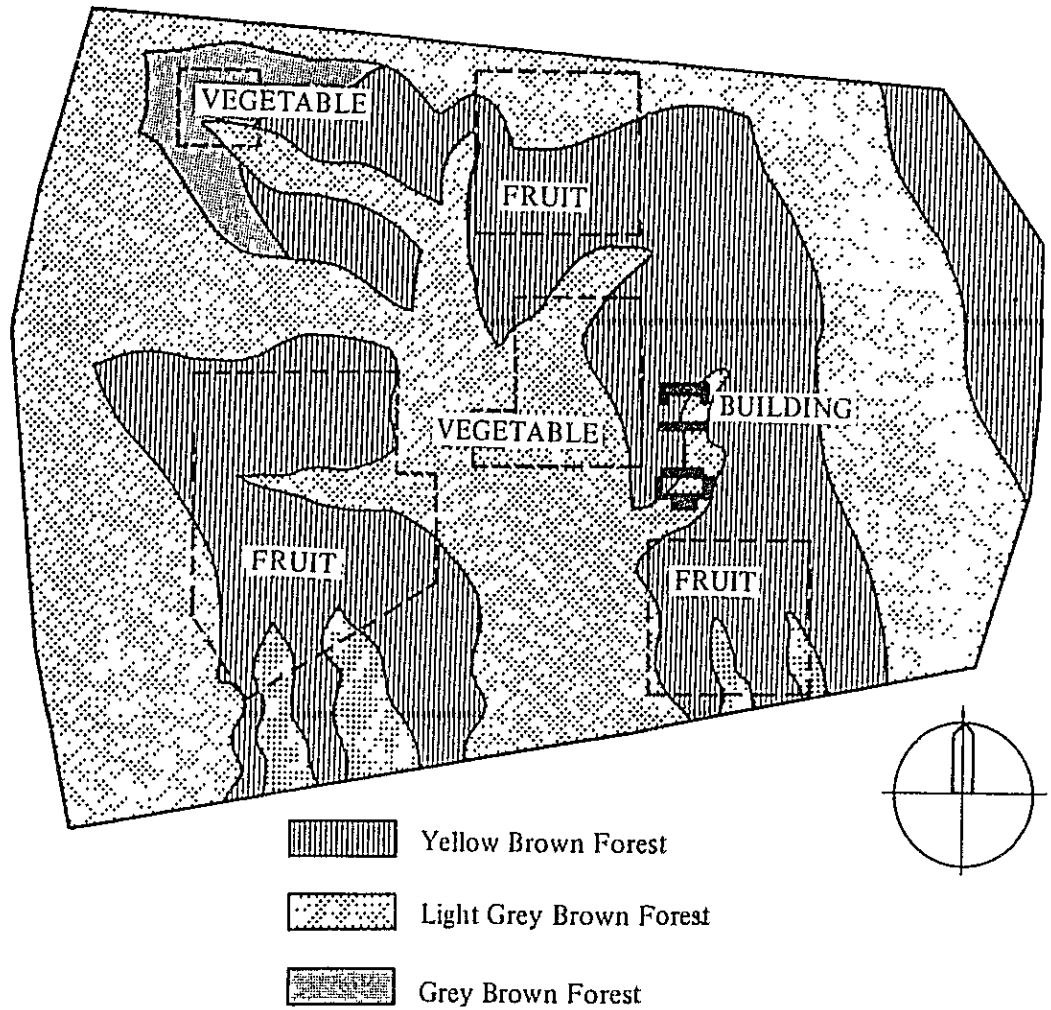 VEGETABLE
FRUIT
BUILDING
VEGETABLE
FRUIT
FRUIT
Yellow Brown Forest
Light Grey Brown Forest
Grey Brown Forest